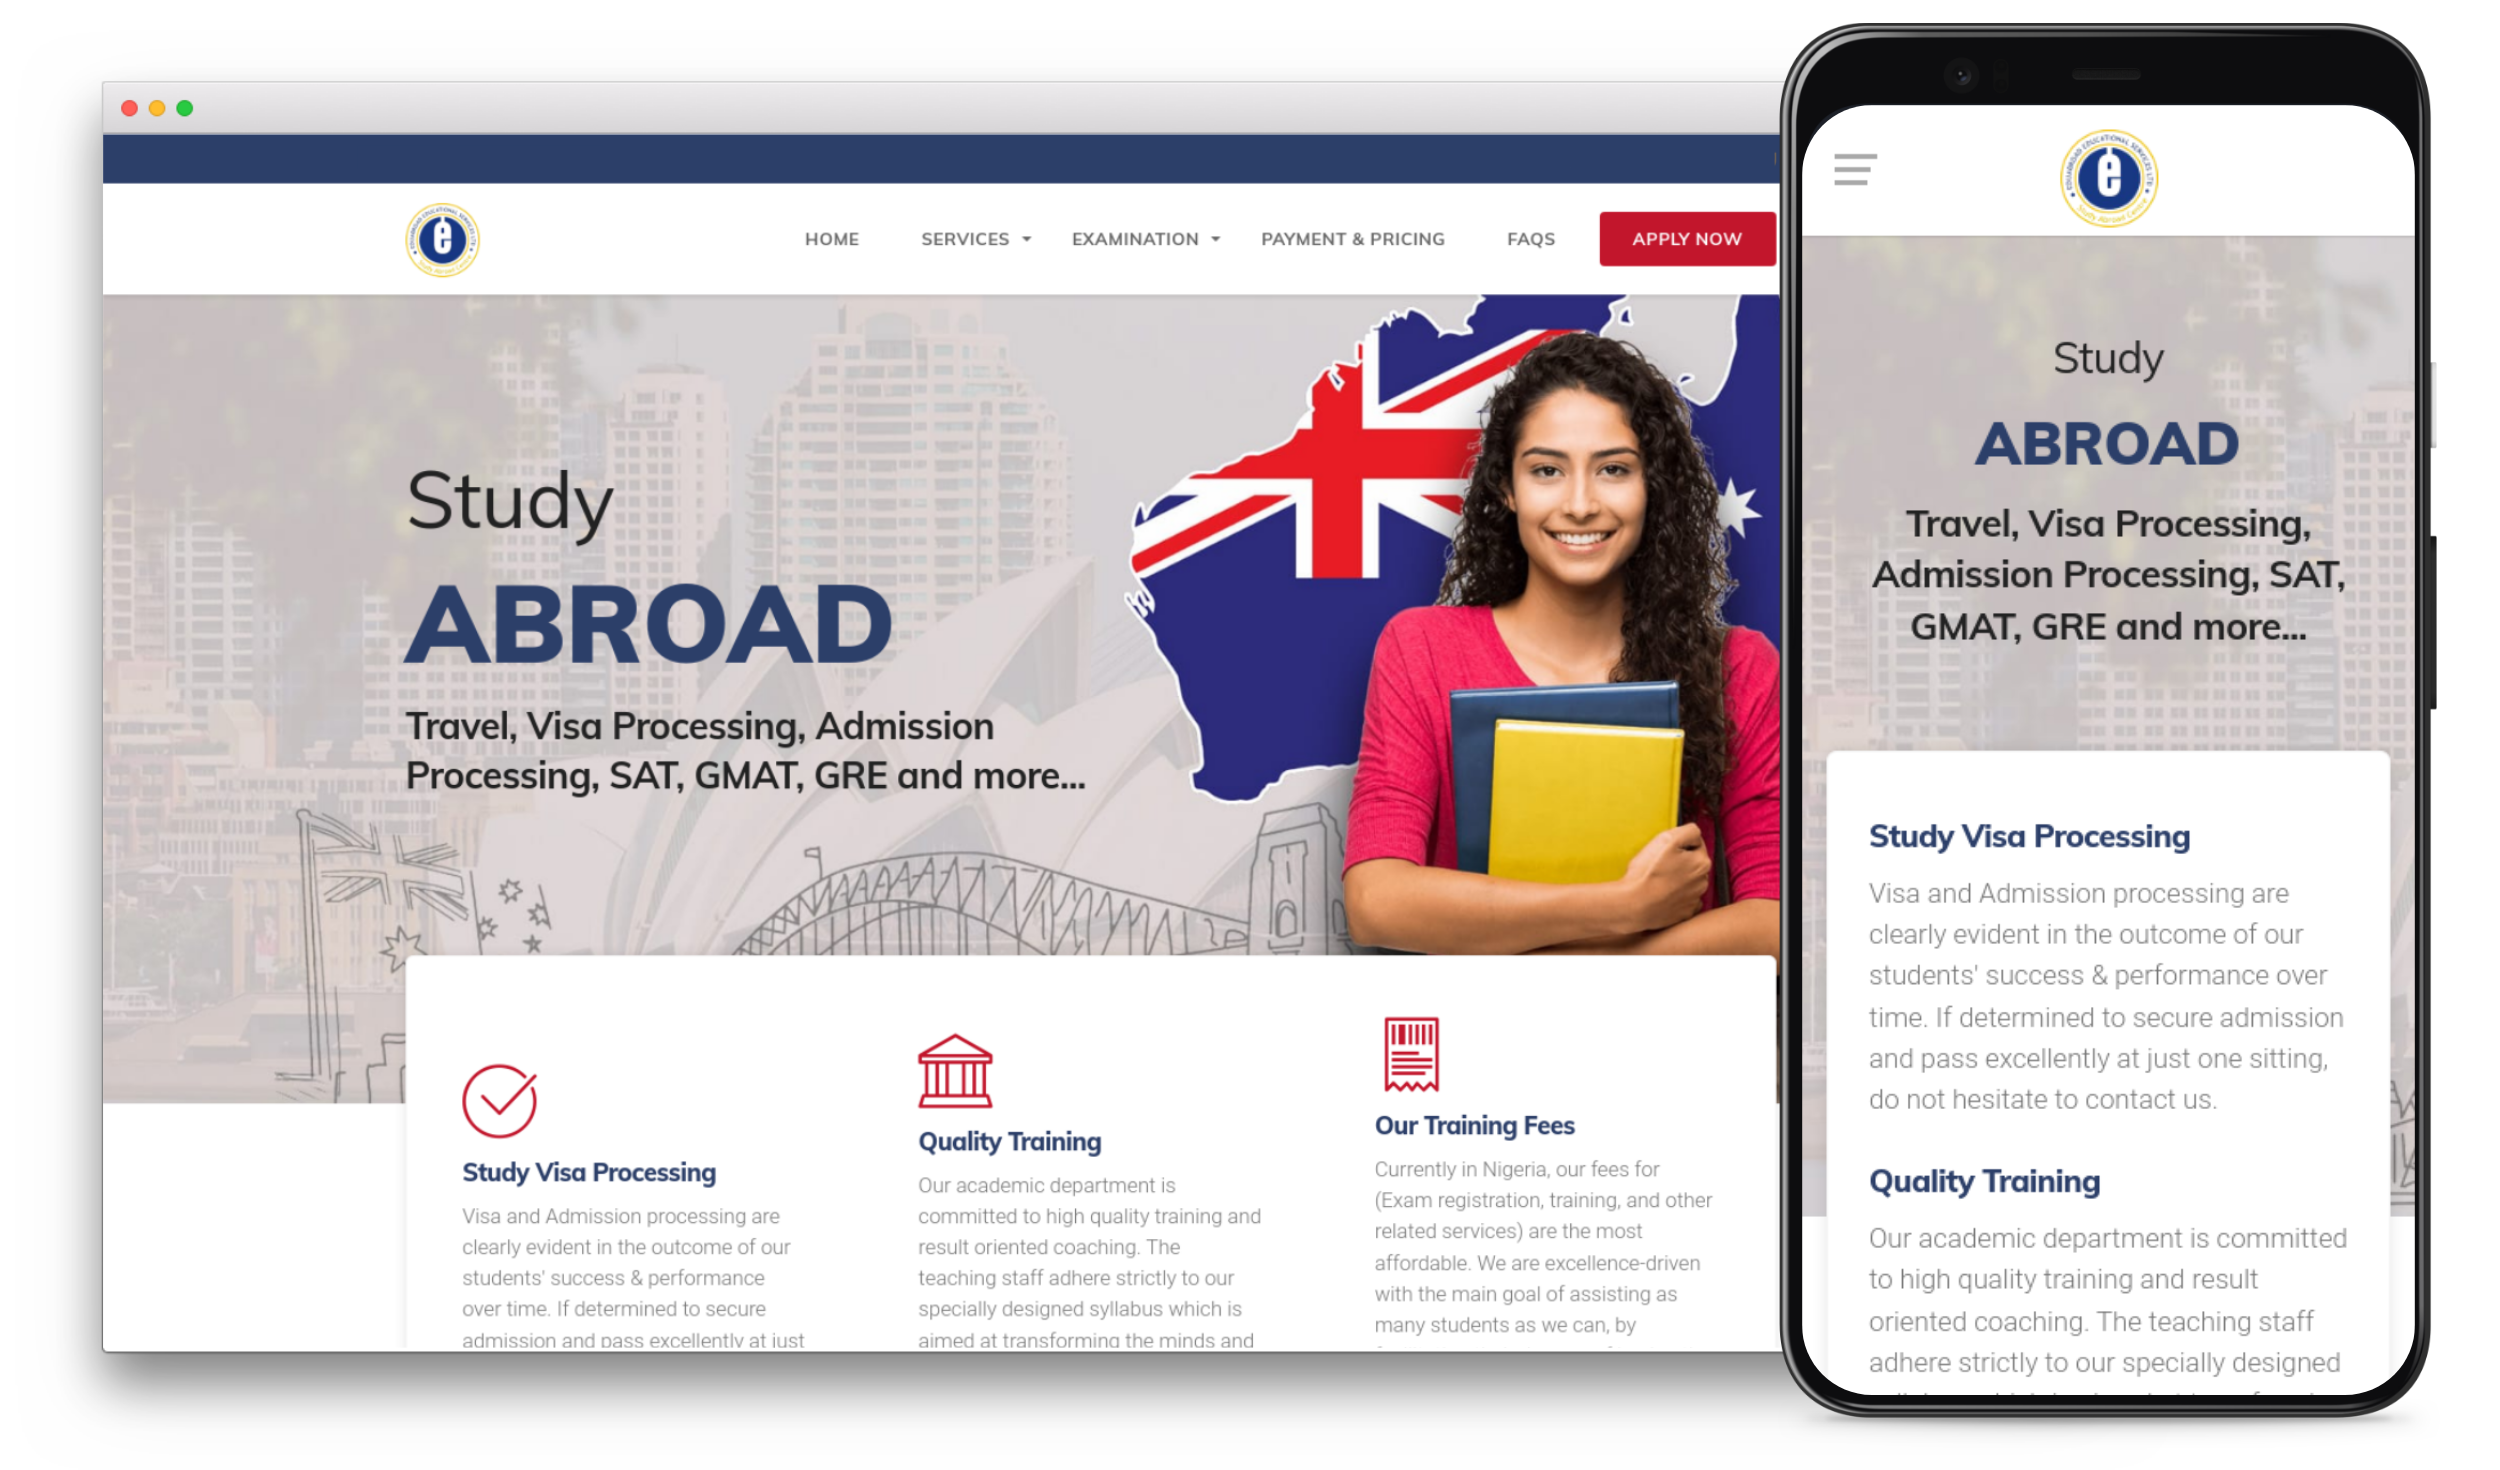 HOME
SERVICES
EXAMINATION
PAYMENT & PRICING
FAQS
APPLY NOW
Study
ABROAD
Travel, Visa Processing, Admission
Processing, SAT, GMAT, GRE and more...
Study Visa Processing
Visa and Admission processing are
clearly evident in the outcome of our
students' success & performance
over time. If determined to secure
admission and pass excellently at just
Quality Training
Our academic department is
committed to high quality training and
result oriented coaching. The
teaching staff adhere strictly to our
specially designed syllabus which is
aimed at transforming the minds and
Our Training Fees
Currently in Nigeria, our fees for
(Exam registration, training, and other
related services) are the most
affordable. We are excellence-driven
with the main goal of assisting as
many students as we can, by
EDUABROAD EDUCATIONAL SERVICES LTD
Study Abroad Centre
Study
ABROAD
Travel, Visa Processing,
Admission Processing, SAT,
GMAT, GRE and more...
Study Visa Processing
Visa and Admission processing are
clearly evident in the outcome of our
students' success & performance over
time. If determined to secure admission
and pass excellently at just one sitting,
do not hesitate to contact us.
Quality Training
Our academic department is committed
to high quality training and result
oriented coaching. The teaching staff
adhere strictly to our specially designed